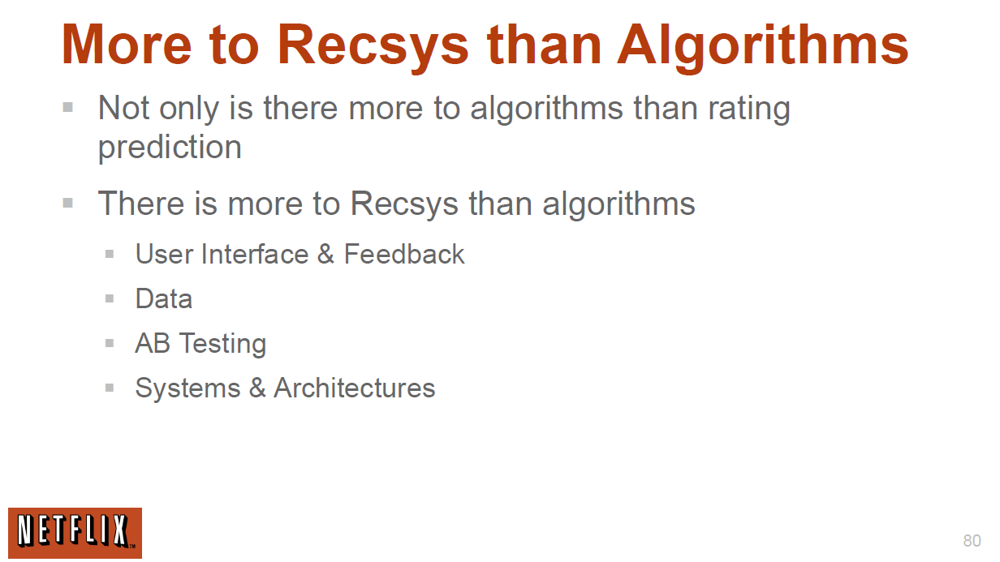 More to Recsys than Algorithms
Not only is there more to algorithms than rating
prediction
There is more to Recsys than algorithms
User Interface & Feedback
Data
AB Testing
Systems & Architectures
NETFLIX™
80